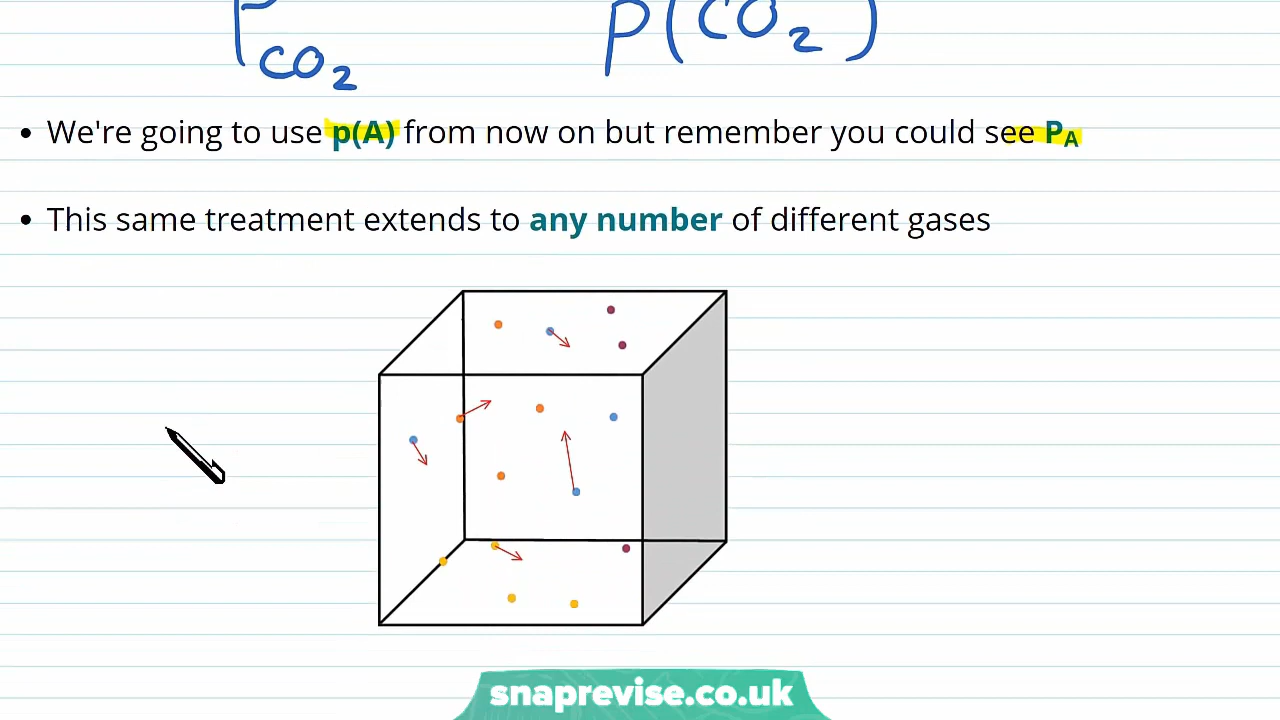 PCO₂ p(CO₂)
We're going to use p(A) from now on but remember you could see PA
This same treatment extends to any number of different gases
snaprevise.co.uk